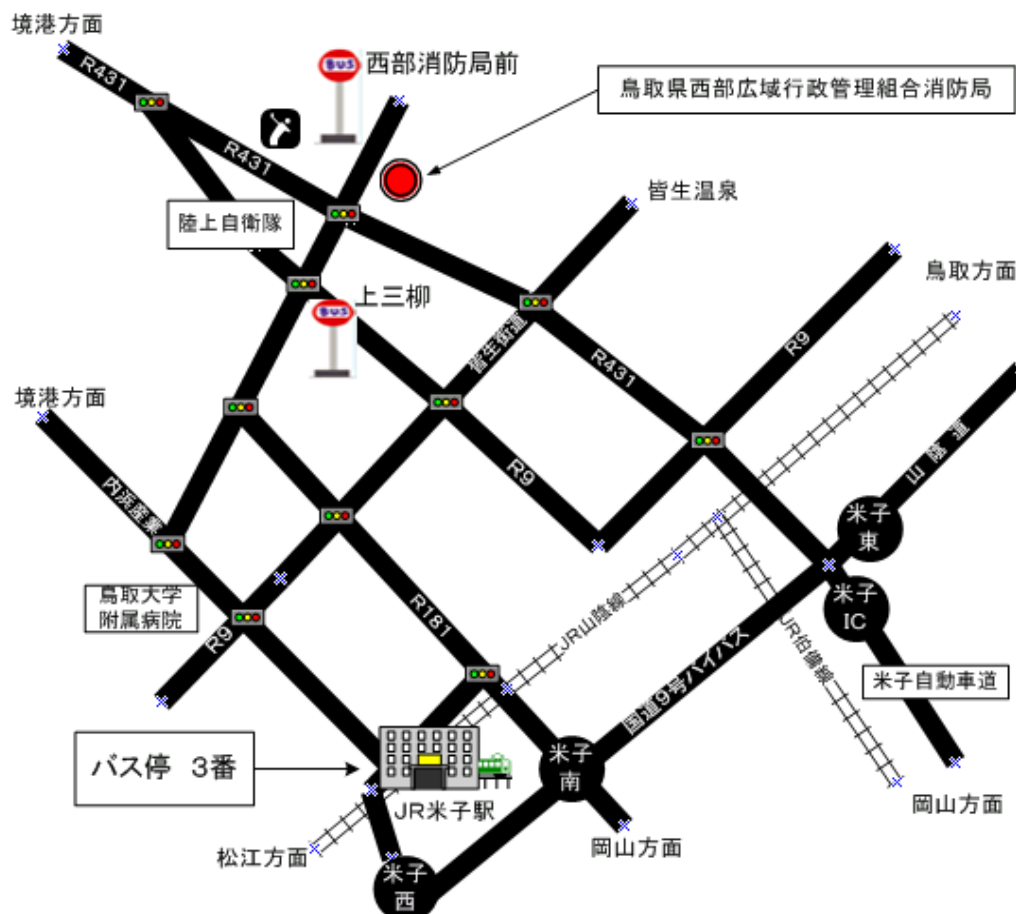 境港方面
R431
BUS
西部消防局前
鳥取県西部広域行政管理組合消防局
R431
皆生温泉
陸上自衛隊
鳥取方面
BUS
上三柳
皆生街道
R431
R9
境港方面
山陰道
R9
内浜産業
米子
東
鳥取大学
附属病院
R181
JR山陰線
米子
IC
R9
国道9号バイパス
JR伯備線
米子自動車道
バス停 3番
米子
南
JR米子駅
岡山方面
岡山方面
松江方面
米子
西